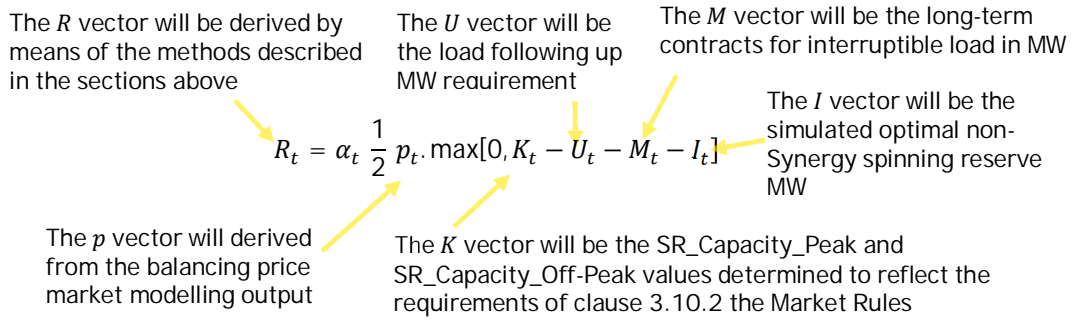 The R vector will be derived by
means of the methods described
in the sections above
The U vector will be
the load following up
MW requirement
The M vector will be the long-term
contracts for interruptible load in MW
The I vector will be the
simulated optimal non-
Synergy spinning reserve
MW
R_t = α_t 1/2 p_t. max[0, K_t − U_t − M_t − I_t]
The p vector will derived
from the balancing price
market modelling output
The K vector will be the SR_Capacity_Peak and
SR_Capacity_Off-Peak values determined to reflect the
requirements of clause 3.10.2 the Market Rules